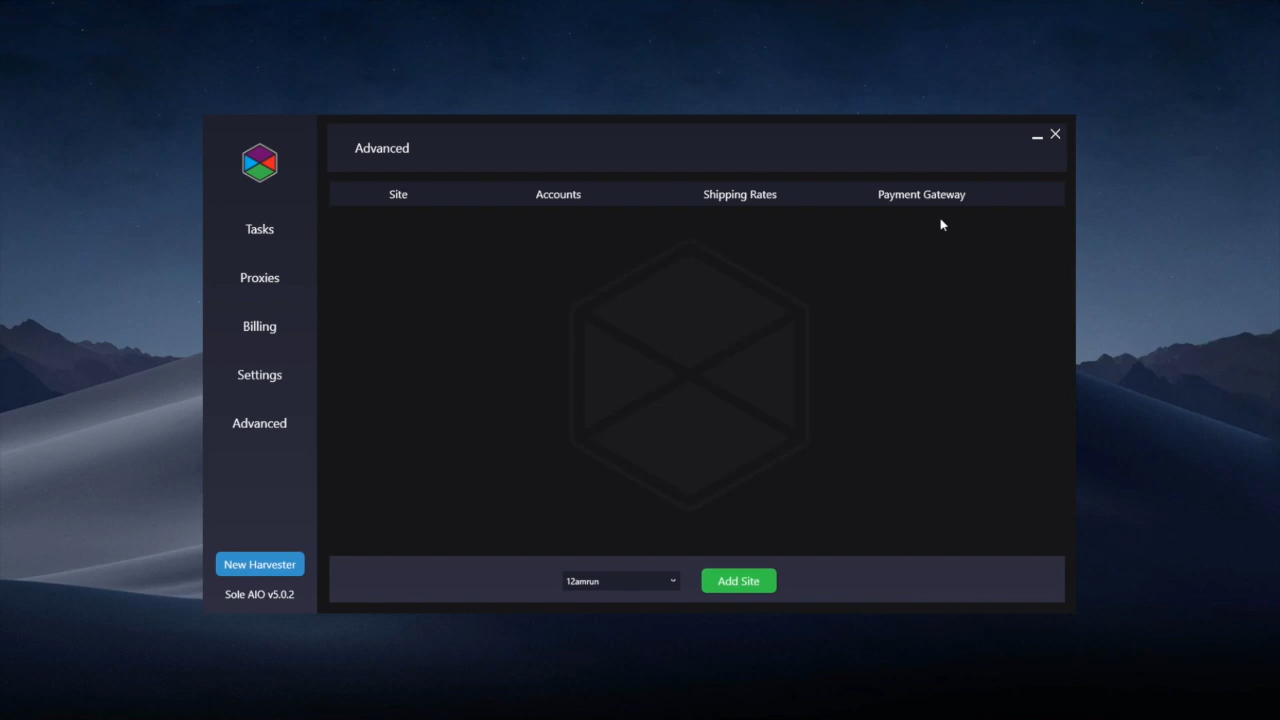 Advanced
Site Accounts Shipping Rates Payment Gateway
Tasks
Proxies
Billing
Settings
Advanced
New Harvester
Sole AIO v5.0.2
12amrun
Add Site